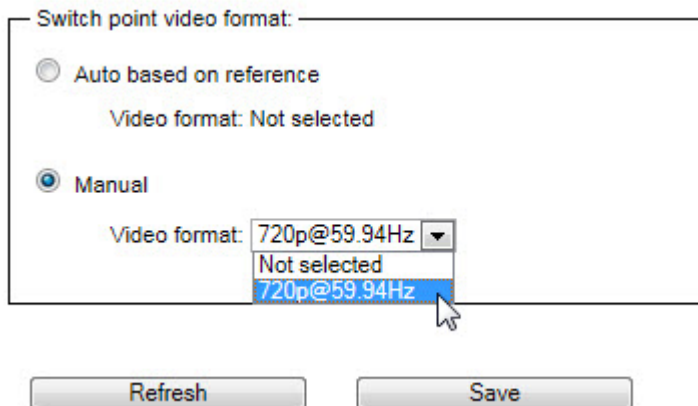 Switch point video format:
Auto based on reference
Video format: Not selected
Manual
Video format: 720p@59.94Hz
Not selected
720p@59.94Hz
Refresh Save